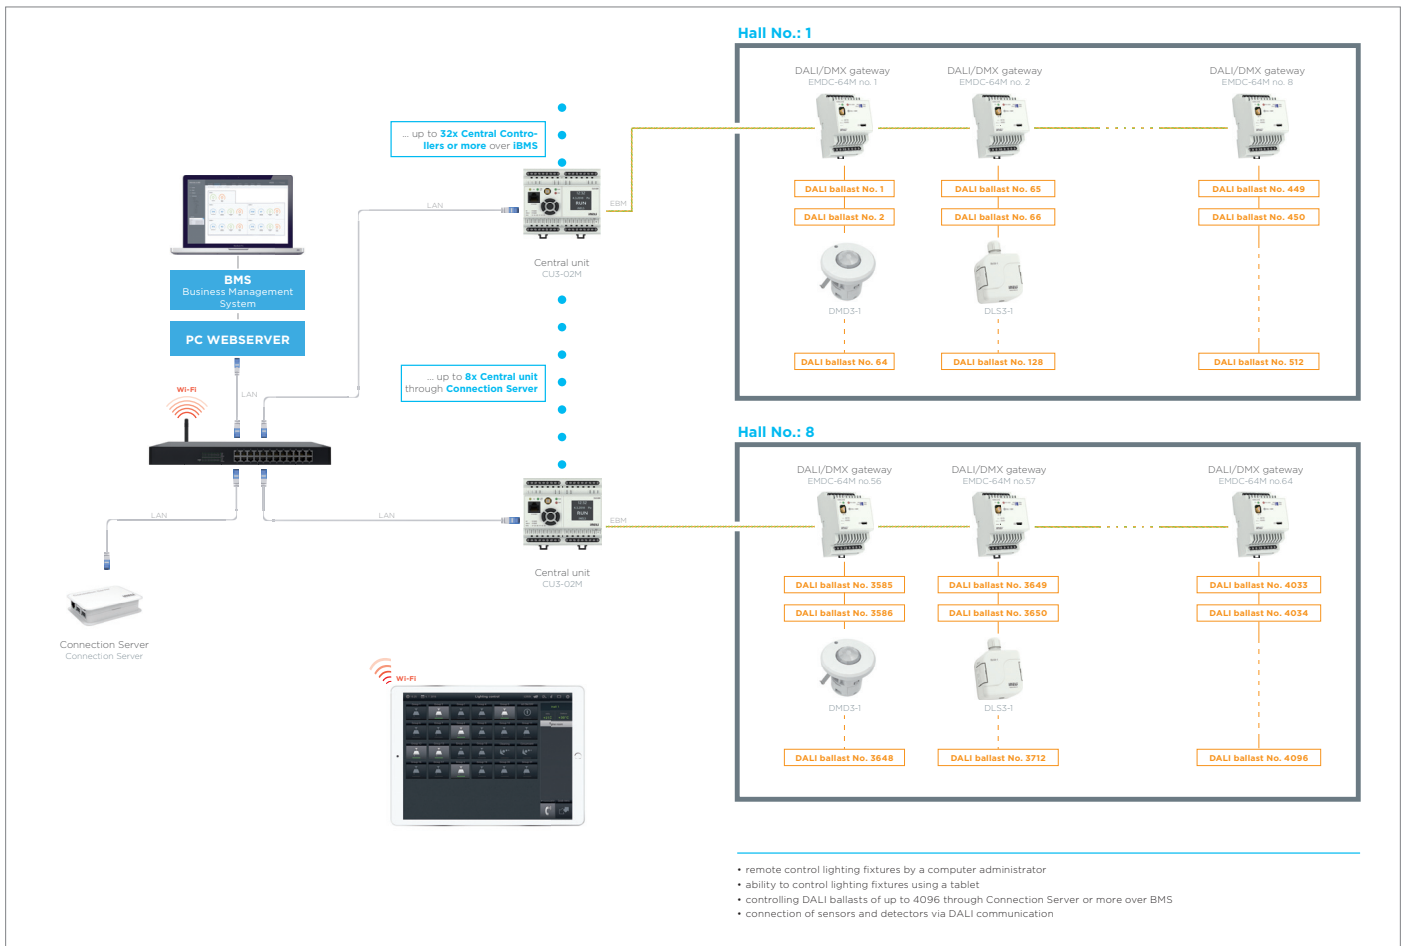 Hall No.: 1
DALI/DMX gateway
EMDC-64M no. 1
DALI/DMX gateway
EMDC-64M no. 2
DALI/DMX gateway
EMDC-64M no. 8
... up to 32x Central Contro-
llers or more over iBMS
LAN
EBM
RUN
DALI ballast No. 1
DALI ballast No. 65
DALI ballast No. 449
DALI ballast No. 2
DALI ballast No. 66
DALI ballast No. 450
Central unit
CU3-02M
BMS
Business Management
System
DMD3-1
DLS3-1
PC WEBSERVER
DALI ballast No. 64
DALI ballast No. 128
DALI ballast No. 512
... up to 8x Central unit
through Connection Server
Wi-Fi
LAN
Hall No.: 8
DALI/DMX gateway
EMDC-64M no.56
DALI/DMX gateway
EMDC-64M no.57
DALI/DMX gateway
EMDC-64M no.64
LAN
LAN
EBM
RUN
Central unit
CU3-02M
DALI ballast No. 3585
DALI ballast No. 3649
DALI ballast No. 4033
DALI ballast No. 3586
DALI ballast No. 3650
DALI ballast No. 4034
Connection Server
Connection Server
Wi-Fi
Lighting control
DMD3-1
DLS3-1
DALI ballast No. 3648
DALI ballast No. 3712
DALI ballast No. 4096
• remote control lighting fixtures by a computer administrator
• ability to control lighting fixtures using a tablet
• controlling DALI ballasts of up to 4096 through Connection Server or more over BMS
• connection of sensors and detectors via DALI communication